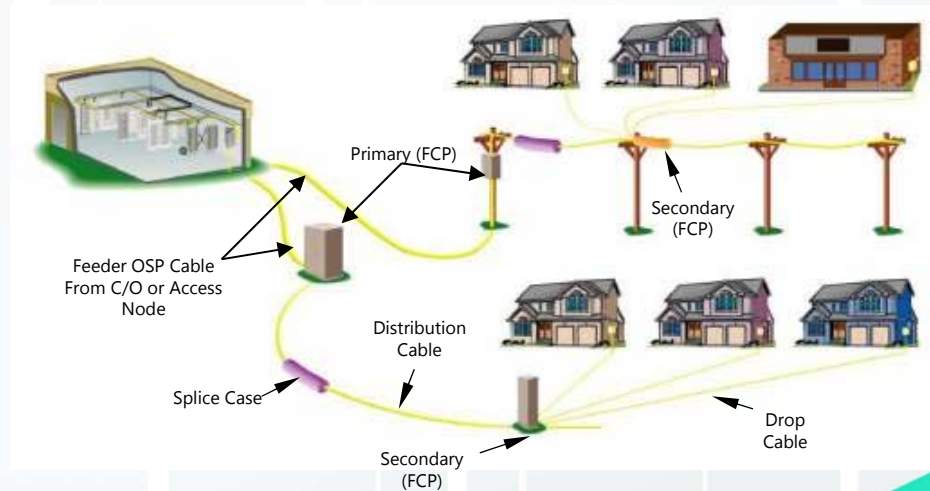 Primary (FCP)
Secondary
(FCP)
Feeder OSP Cable
From C/O or Access
Node
Distribution
Cable
Splice Case
Drop
Cable
Secondary
(FCP)